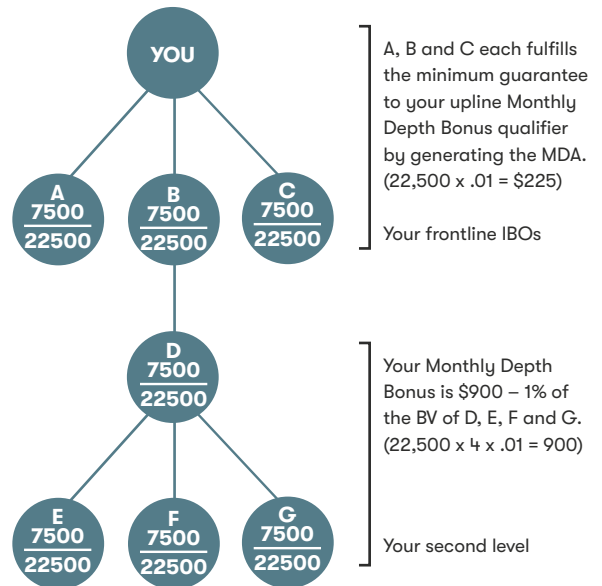 YOU
A, B and C each fulfills
the minimum guarantee
to your upline Monthly
Depth Bonus qualifier
by generating the MDA.
(22,500 x .01 = $225)
Your frontline IBOs
A
7500
22500
B
7500
22500
C
7500
22500
D
7500
22500
Your Monthly Depth
Bonus is $900 – 1% of
the BV of D, E, F and G.
(22,500 x 4 x .01 = 900)
Your second level
E
7500
22500
F
7500
22500
G
7500
22500